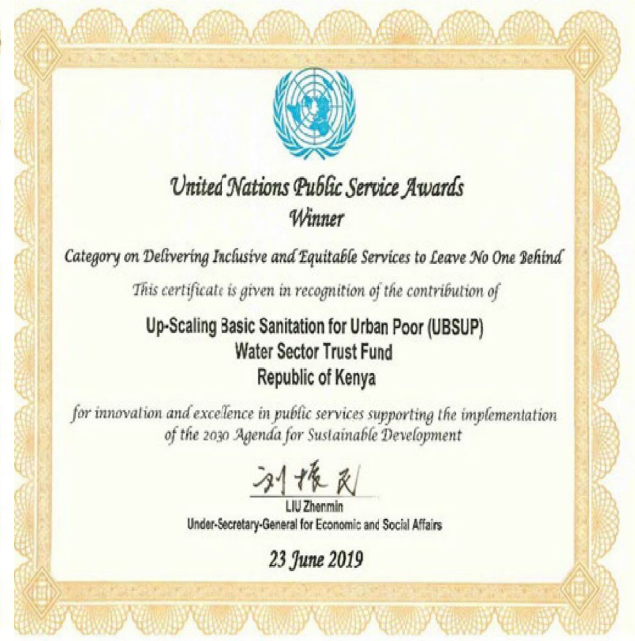 United Nations Public Service Awards
Winner
Category on Delivering Inclusive and Equitable Services to Leave No One Behind
This certificate is given in recognition of the contribution of
Up-Scaling Basic Sanitation for Urban Poor (UBSUP)
Water Sector Trust Fund
Republic of Kenya
for innovation and excellence in public services supporting the implementation
of the 2030 Agenda for Sustainable Development
刘振民
LIU Zhenmin
Under-Secretary-General for Economic and Social Affairs
23 June 2019